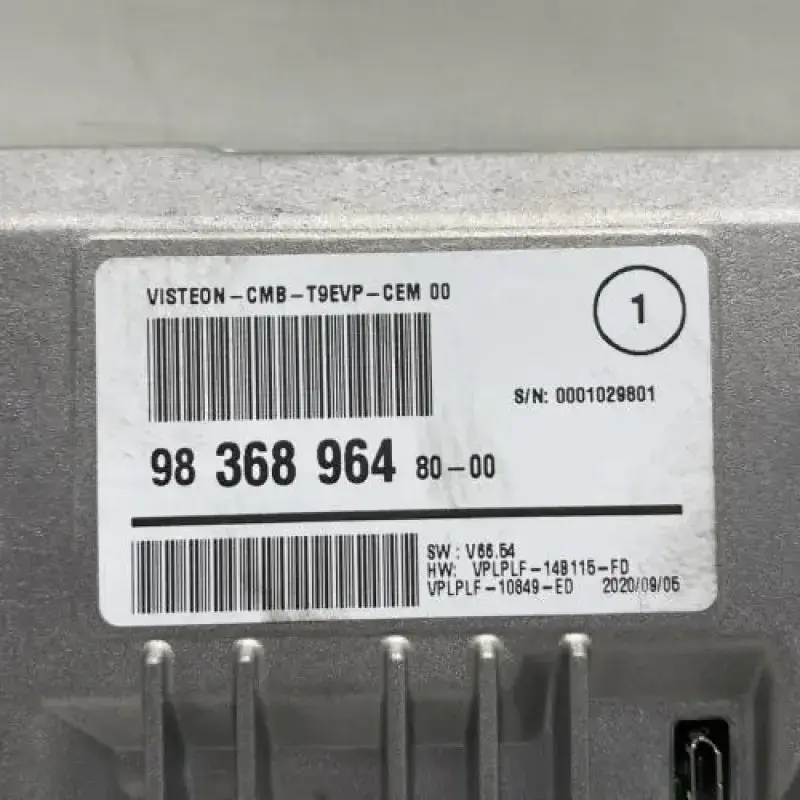 VISTEON-CMB-T9EVP-CEM 00
1
S/N: 0001029801
98 368 964 80-00
SW: V66.54
HW: VPLPLF-14B115-FD
VPLPLF-10849-ED 2020/09/05